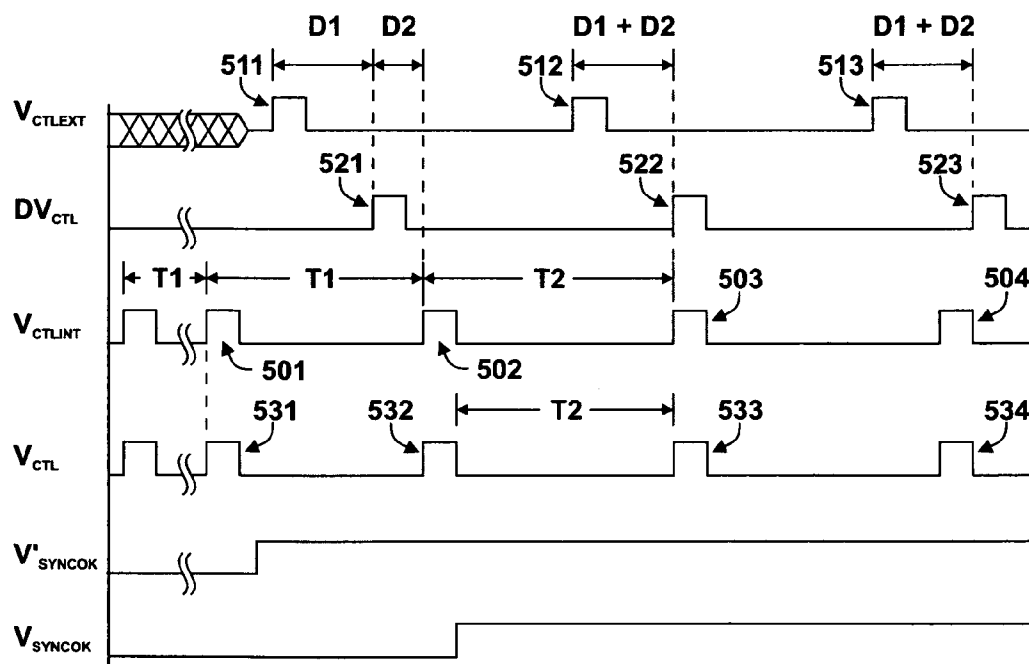 D1 D2 D1 + D2 D1 + D2
511 512 513
VCTLEXT
521 522 523
DVCTL
T1 T1 T2
503 504
VCTLINT
501 502
T2
531 532 533 534
VCTL
V'SYNCOK
VSYNCOK